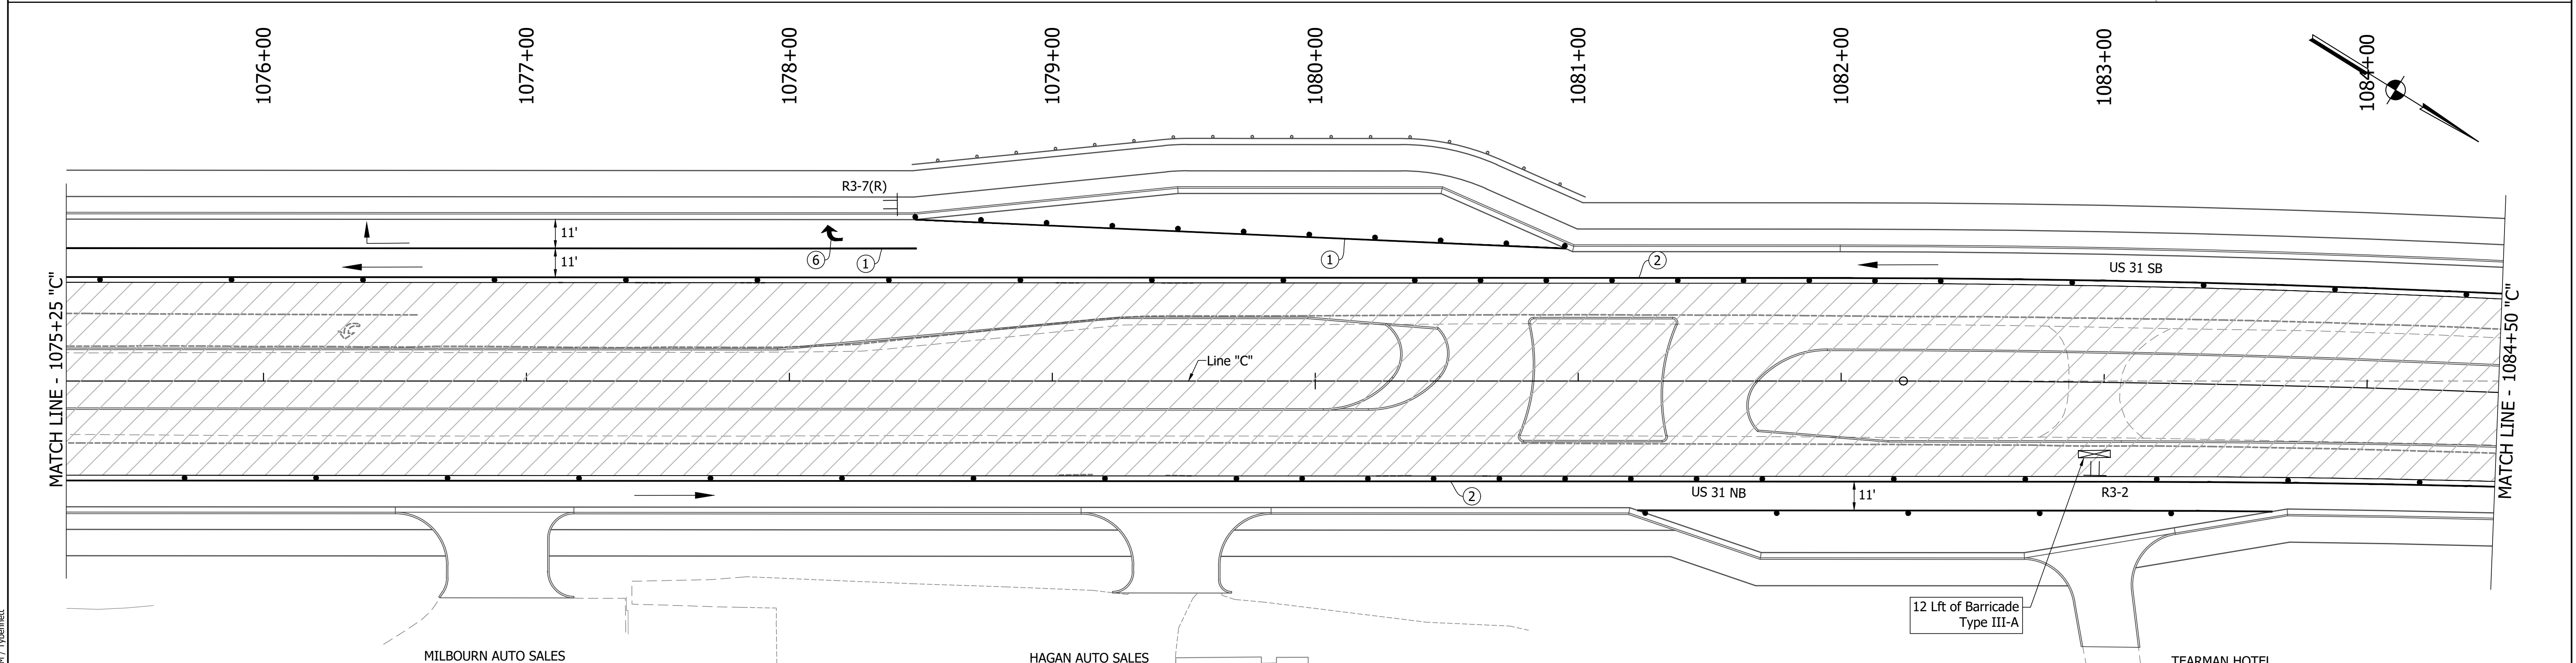 1076+00
1077+00
1078+00
1079+00
1080+00
1081+00
1082+00
1083+00
1084+00
R3-7(R)
11'
11'
6
1
1
2
US 31 SB
MATCH LINE - 1075+25 "C"
MATCH LINE - 1084+50 "C"
Line "C"
2
US 31 NB
11'
R3-2
12 Lft of Barricade
Type III-A
MILBOURN AUTO SALES
HAGAN AUTO SALES
TEARMAN HOTEL